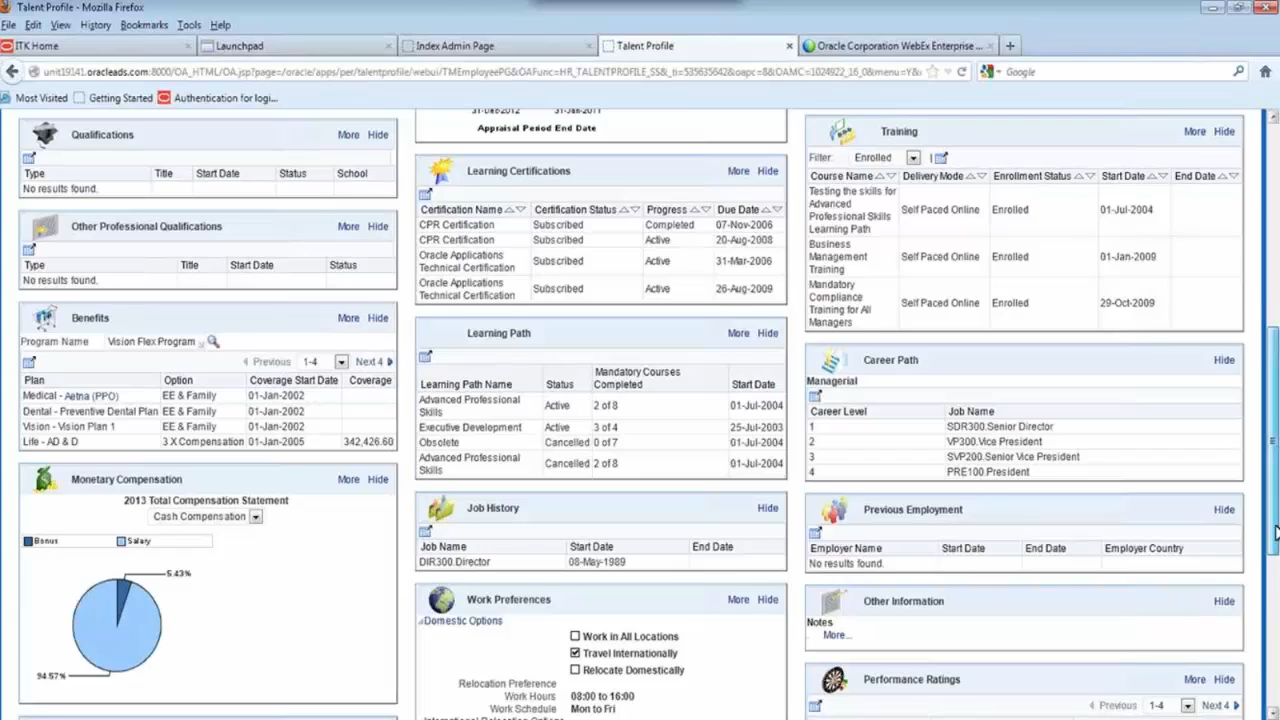 Talent Profile - Mozilla Firefox
File Edit View History Bookmarks Tools Help
ITK Home
Launchpad
Index Admin Page
Talent Profile
Oracle Corporation WebEx Enterprise ...
Google
Most Visited Getting Started Authentication for logi...
Qualifications More Hide
Type Title Start Date Status School
No results found.
Other Professional Qualifications More Hide
Type Title Start Date Status
No results found.
Benefits More Hide
Program Name Vision Flex Program
Previous 1-4 Next 4
Plan Option Coverage Start Date Coverage
Medical - Aetna (PPO) EE & Family 01-Jan-2002
Dental - Preventive Dental Plan EE & Family 01-Jan-2002
Vision - Vision Plan 1 EE & Family 01-Jan-2002
Life - AD & D 3 X Compensation 01-Jan-2005 342,426.60
Monetary Compensation More Hide
2013 Total Compensation Statement
Cash Compensation
Bonus Salary
5.43%
94.57%
Appraisal Period End Date
Learning Certifications More Hide
Certification Name Certification Status Progress Due Date
CPR Certification Subscribed Completed 07-Nov-2006
CPR Certification Subscribed Active 20-Aug-2008
Oracle Applications
Technical Certification Subscribed Active 31-Mar-2006
Oracle Applications
Technical Certification Subscribed Active 26-Aug-2009
Learning Path More Hide
Learning Path Name Status Mandatory Courses
Completed Start Date
Advanced Professional
Skills Active 2 of 8 01-Jul-2004
Executive Development Active 3 of 4 25-Jul-2003
Obsolete Cancelled 0 of 7 01-Jul-2004
Advanced Professional
Skills Cancelled 2 of 8 01-Jul-2004
Job History Hide
Job Name Start Date End Date
DIR300.Director 08-May-1989
Work Preferences More Hide
Domestic Options
Work in All Locations
Travel Internationally
Relocate Domestically
Relocation Preference
Work Hours 08:00 to 16:00
Work Schedule Mon to Fri
Training More Hide
Filter: Enrolled
Course Name Delivery Mode Enrollment Status Start Date End Date
Testing the skills for
Advanced
Professional Skills
Learning Path Self Paced Online Enrolled 01-Jul-2004
Business
Management
Training Self Paced Online Enrolled 01-Jan-2009
Mandatory
Compliance
Training for All
Managers Self Paced Online Enrolled 29-Oct-2009
Career Path Hide
Managerial
Career Level Job Name
1 SDR300.Senior Director
2 VP300.Vice President
3 SVP200.Senior Vice President
4 PRE100.President
Previous Employment Hide
Employer Name Start Date End Date Employer Country
No results found.
Other Information Hide
Notes
More...
Performance Ratings More Hide
Previous 1-4 Next 4